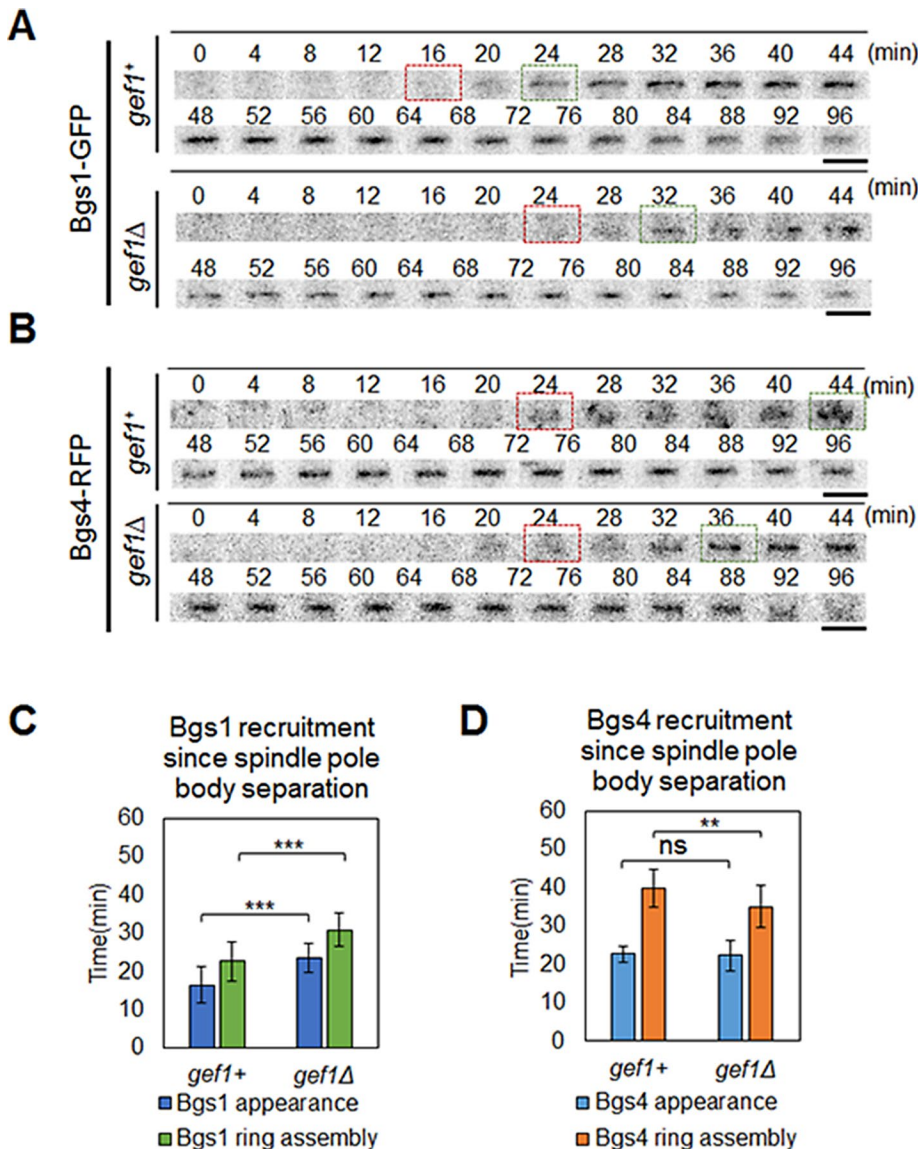 A
0 4 8 12 16 20 24 28 32 36 40 44 (min)
gef1+
48 52 56 60 64 68 72 76 80 84 88 92 96
Bgs1-GFP
0 4 8 12 16 20 24 28 32 36 40 44 (min)
gef1Δ
48 52 56 60 64 68 72 76 80 84 88 92 96
B
0 4 8 12 16 20 24 28 32 36 40 44 (min)
gef1+
48 52 56 60 64 68 72 76 80 84 88 92 96
Bgs4-RFP
0 4 8 12 16 20 24 28 32 36 40 44 (min)
gef1Δ
48 52 56 60 64 68 72 76 80 84 88 92 96
C
Bgs1 recruitment
since spindle pole
body separation
60
50
40
30
20
10
0
Time(min)
***
***
gef1+ gef1Δ
Bgs1 appearance
Bgs1 ring assembly
D
Bgs4 recruitment
since spindle pole
body separation
60
50
40
30
20
10
0
Time(min)
**
ns
gef1+ gef1Δ
Bgs4 appearance
Bgs4 ring assembly